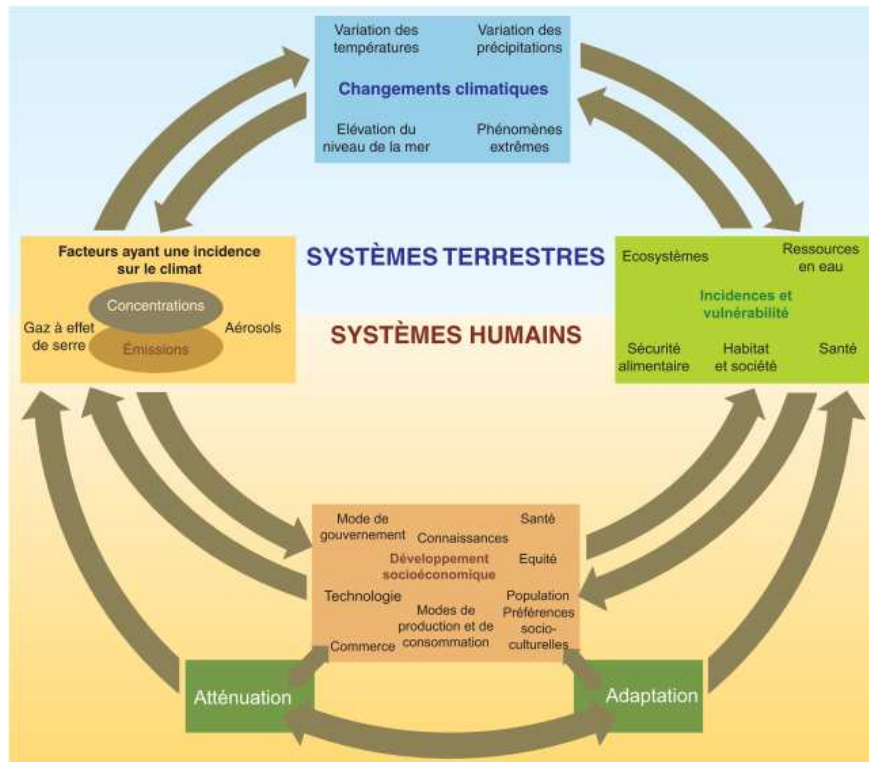 Variation des
températures
Variation des
précipitations
Changements climatiques
Elévation du
niveau de la mer
Phénomènes
extrêmes
Facteurs ayant une incidence
sur le climat
Concentrations
Gaz à effet
de serre
Aérosols
Émissions
SYSTÈMES TERRESTRES
SYSTÈMES HUMAINS
Ecosystèmes
Ressources
en eau
Incidences et
vulnérabilité
Sécurité
alimentaire
Habitat
et société
Santé
Mode de
gouvernement
Connaissances
Santé
Développement
socioéconomique
Equité
Technologie
Modes de
production et de
consommation
Population
Préférences
socio-
culturelles
Commerce
Atténuation
Adaptation